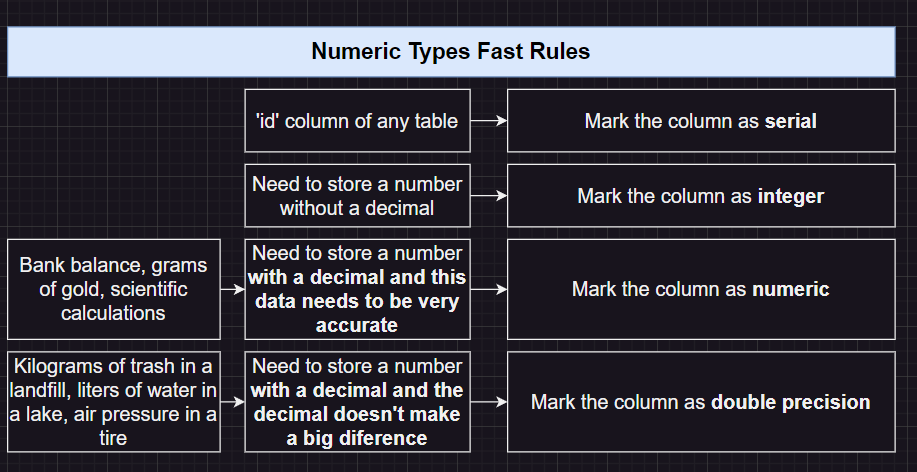 Numeric Types Fast Rules
'id' column of any table
Mark the column as serial
Need to store a number
without a decimal
Mark the column as integer
Bank balance, grams
of gold, scientific
calculations
Need to store a number
with a decimal and this
data needs to be very
accurate
Mark the column as numeric
Kilograms of trash in a
landfill, liters of water in
a lake, air pressure in a
tire
Need to store a number
with a decimal and the
decimal doesn't make
a big diference
Mark the column as double precision